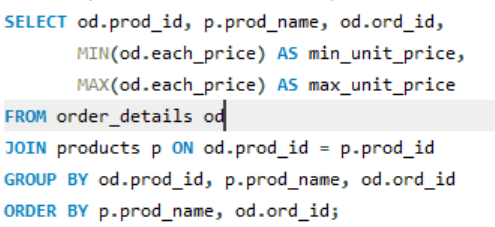 SELECT od.prod_id, p.prod_name, od.ord_id,
MIN(od.each_price) AS min_unit_price,
MAX(od.each_price) AS max_unit_price
FROM order_details od
JOIN products p ON od.prod_id = p.prod_id
GROUP BY od.prod_id, p.prod_name, od.ord_id
ORDER BY p.prod_name, od.ord_id;